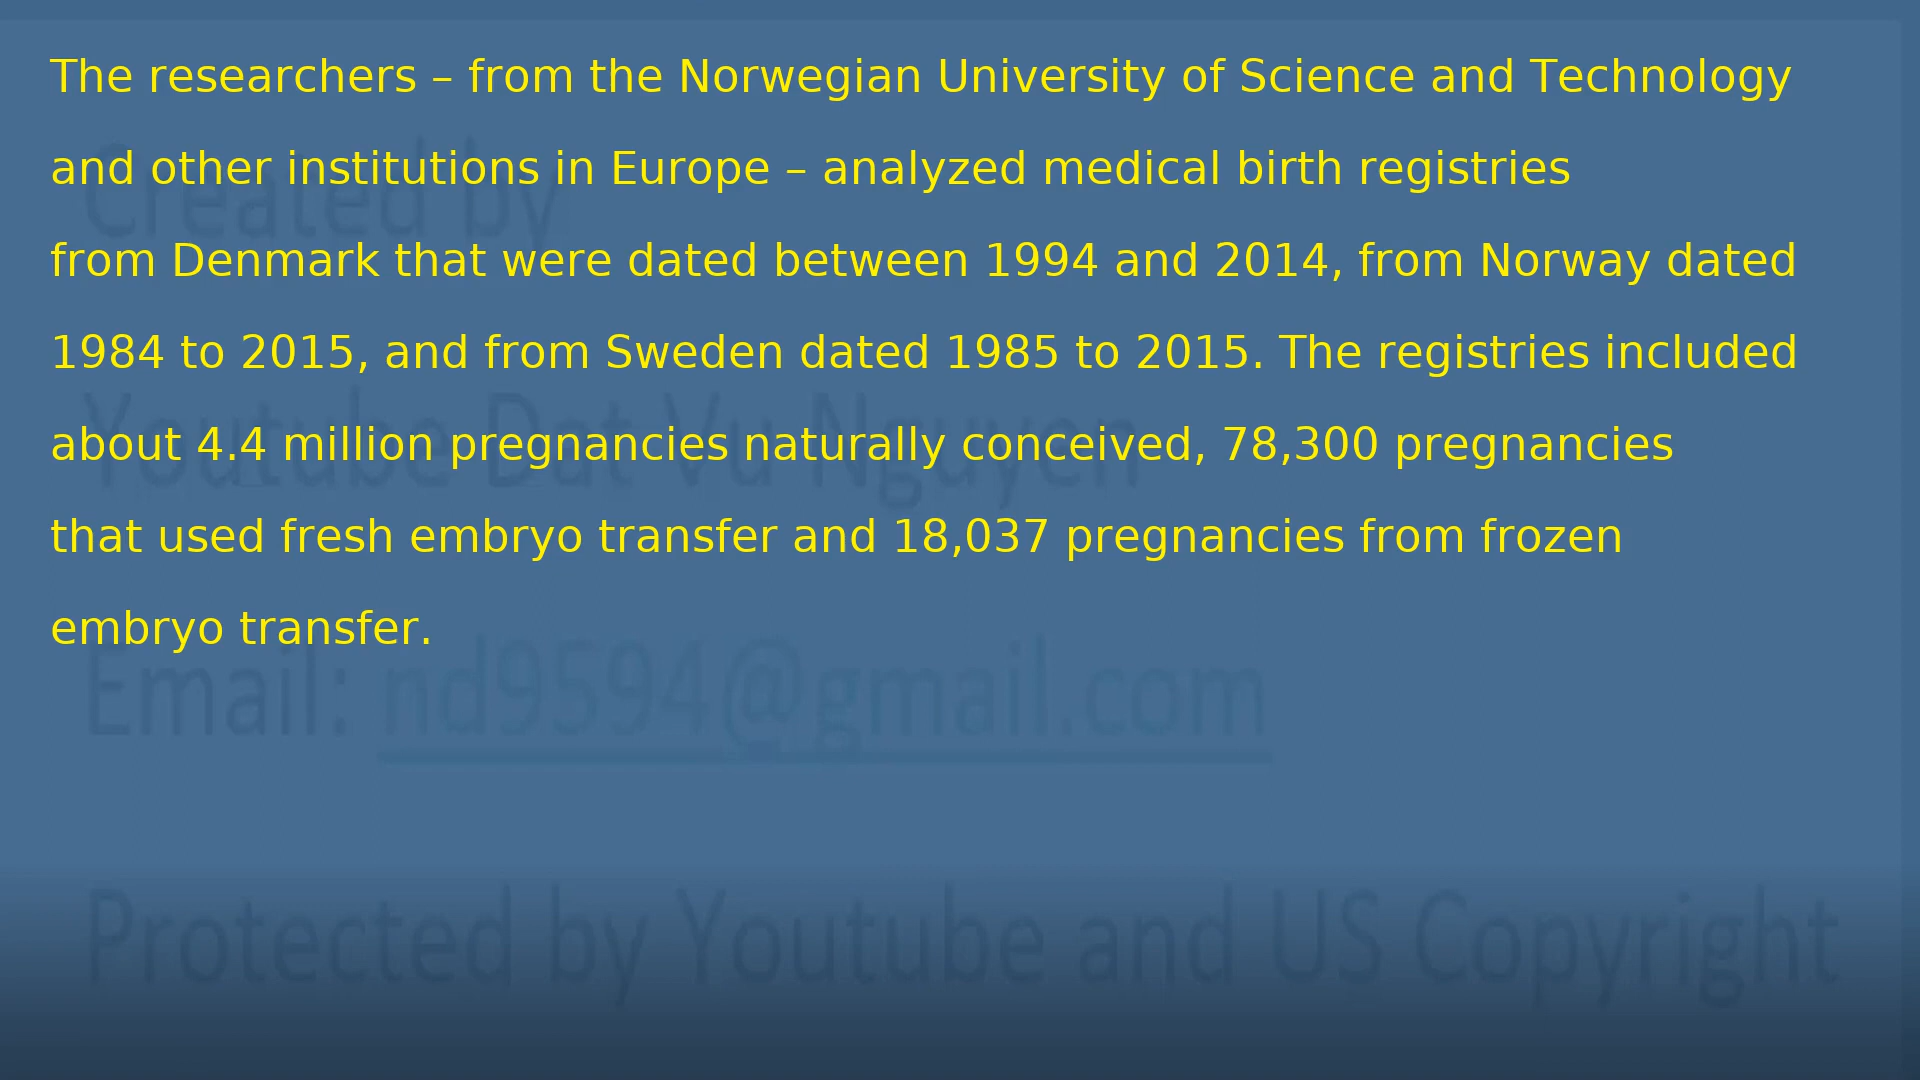 The researchers – from the Norwegian University of Science and Technology
and other institutions in Europe – analyzed medical birth registries
Created by
from Denmark that were dated between 1994 and 2014, from Norway dated
1984 to 2015, and from Sweden dated 1985 to 2015. The registries included
about 4.4 million pregnancies naturally conceived, 78,300 pregnancies
Youtube Dat Vu Nguyen
that used fresh embryo transfer and 18,037 pregnancies from frozen
embryo transfer.
Email: nd9594@gmail.com
Protected by Youtube and US Copyright